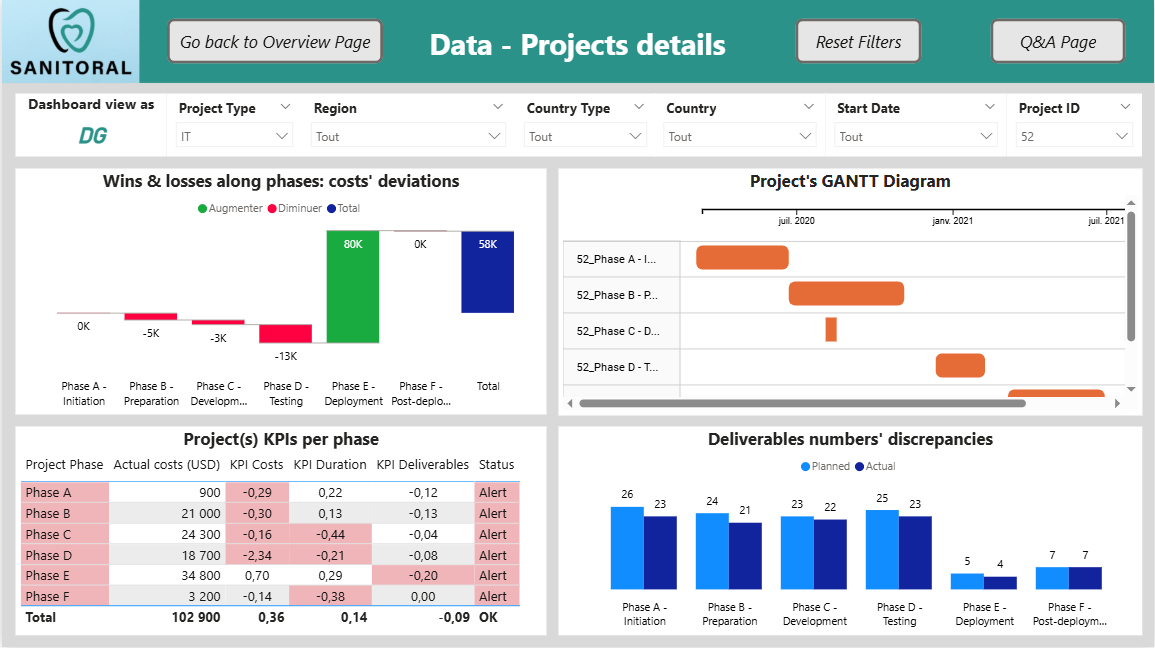 SANITORAL
Go back to Overview Page
Data - Projects details
Reset Filters
Q&A Page
Dashboard view as
DG
Project Type
IT
Region
Tout
Country Type
Tout
Country
Tout
Start Date
Tout
Project ID
52
Wins & losses along phases: costs' deviations
Augmenter Diminuer Total
0K
-5K
-3K
-13K
80K
0K
58K
Phase A -
Initiation
Phase B -
Preparation
Phase C -
Developm...
Phase D -
Testing
Phase E -
Deployment
Phase F -
Post-deplo...
Total
Project's GANTT Diagram
juil. 2020 janv. 2021 juil. 2021
52_Phase A - I...
52_Phase B - P...
52_Phase C - D...
52_Phase D - T...
Project(s) KPIs per phase
Project Phase Actual costs (USD) KPI Costs KPI Duration KPI Deliverables Status
Phase A 900 -0,29 0,22 -0,12 Alert
Phase B 21 000 -0,30 0,13 -0,13 Alert
Phase C 24 300 -0,16 -0,44 -0,04 Alert
Phase D 18 700 -2,34 -0,21 -0,08 Alert
Phase E 34 800 0,70 0,29 -0,20 Alert
Phase F 3 200 -0,14 -0,38 0,00 Alert
Total 102 900 0,36 0,14 -0,09 OK
Deliverables numbers' discrepancies
Planned Actual
26 23
24 21
23 22
25 23
5 4
7 7
Phase A -
Initiation
Phase B -
Preparation
Phase C -
Development
Phase D -
Testing
Phase E -
Deployment
Phase F -
Post-deploym...